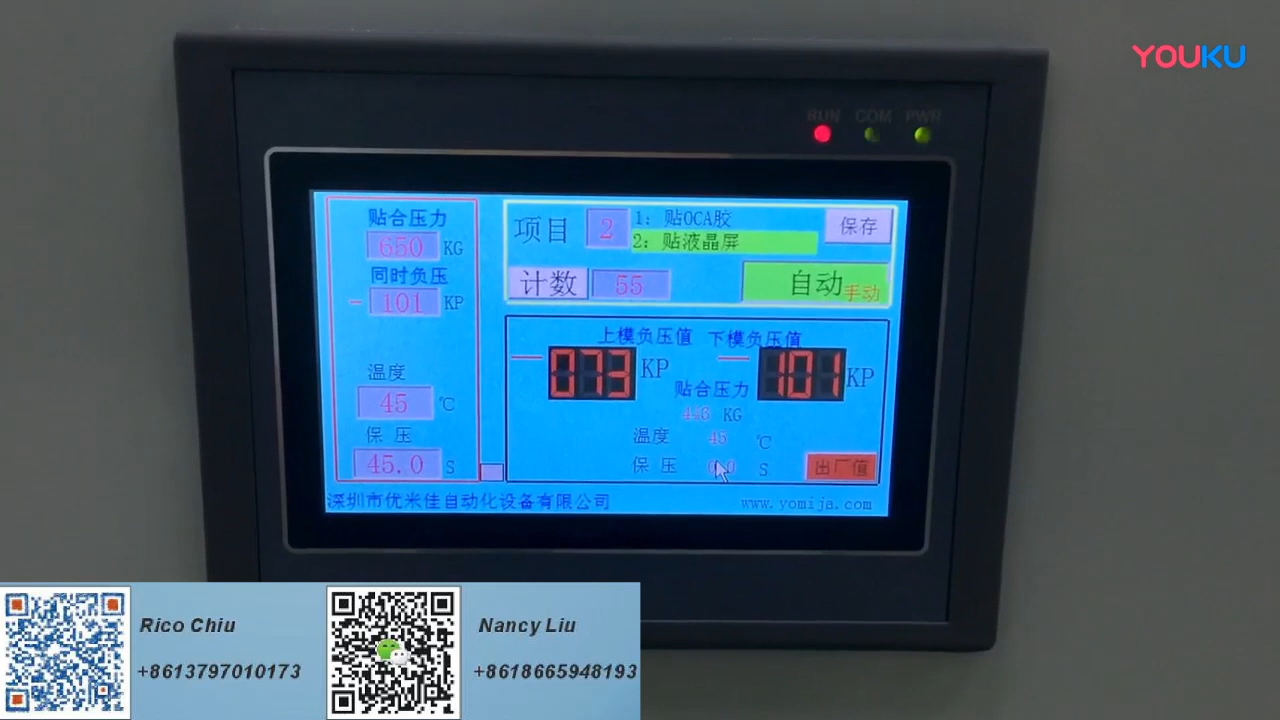 YOUKU
RUN COM PWR
贴合压力
650 KG
同时负压
- 101 KP
温度
45 ℃
保 压
45.0 S
项目 2
1: 贴OCA胶
2: 贴液晶屏
保存
计数 55
自动 手动
上模负压值 下模负压值
- 073 KP - 101 KP
贴合压力
KG
温度 45 ℃
保 压 S
出厂值
深圳市优米佳自动化设备有限公司
www.yomija.com
Rico Chiu
+8613797010173
Nancy Liu
+8618665948193